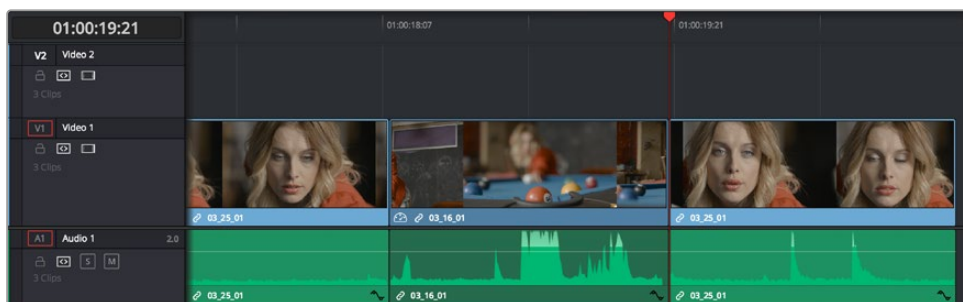 01:00:19:21
01:00:18:07
01:00:19:21
V2 Video 2
3 Clips
V1 Video 1
3 Clips
03_25_01
03_16_01
03_25_01
A1 Audio 1 2.0
S M
3 Clips
03_25_01
03_16_01
03_25_01